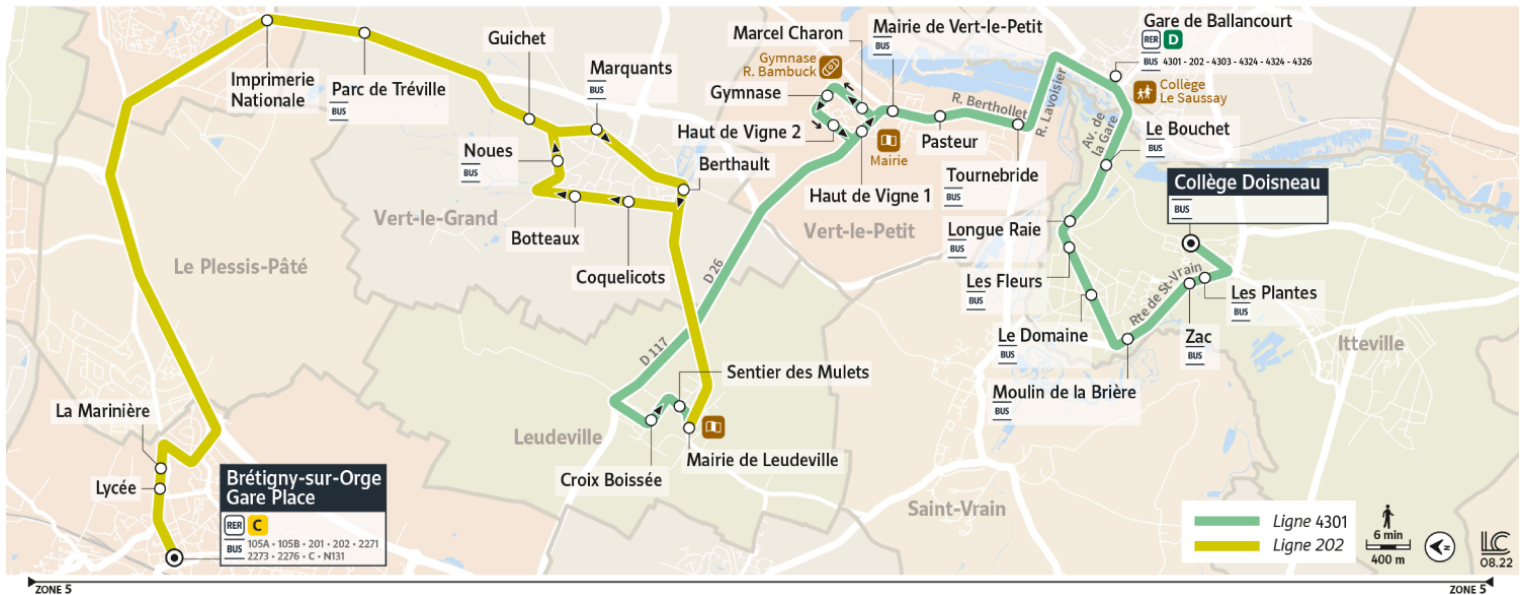 Imprimerie
Nationale
Parc de Tréville
BUS
Guichet
Marquants
BUS
Noues
BUS
Berthault
Botteaux
Coquelicots
Vert-le-Grand
Le Plessis-Pâté
La Marinière
Lycée
Brétigny-sur-Orge
Gare Place
RER C
BUS 105A • 105B • 201 • 202 • 2271
2273 • 2276 • C • N131
Marcel Charon
Gymnase
R. Bambuck
Gymnase
Haut de Vigne 2
Mairie de Vert-le-Petit
BUS
Mairie
Haut de Vigne 1
Pasteur
R. Berthollet
R. Lavoisier
Tournebride
BUS
Vert-le-Petit
D 26
D 117
Sentier des Mulets
Leudeville
Croix Boissée
Mairie de Leudeville
Gare de Ballancourt
RER D
BUS 4301 - 202 - 4303 - 4324 - 4324 - 4326
Collège
Le Saussay
Av. de
la Gare
Le Bouchet
BUS
Collège Doisneau
BUS
Longue Raie
BUS
Les Fleurs
BUS
Le Domaine
BUS
Rte de St-Vrain
Les Plantes
BUS
Zac
BUS
Moulin de la Brière
BUS
Itteville
Saint-Vrain
Ligne 4301
Ligne 202
6 min
400 m
N
LC
08.22
ZONE 5
ZONE 5